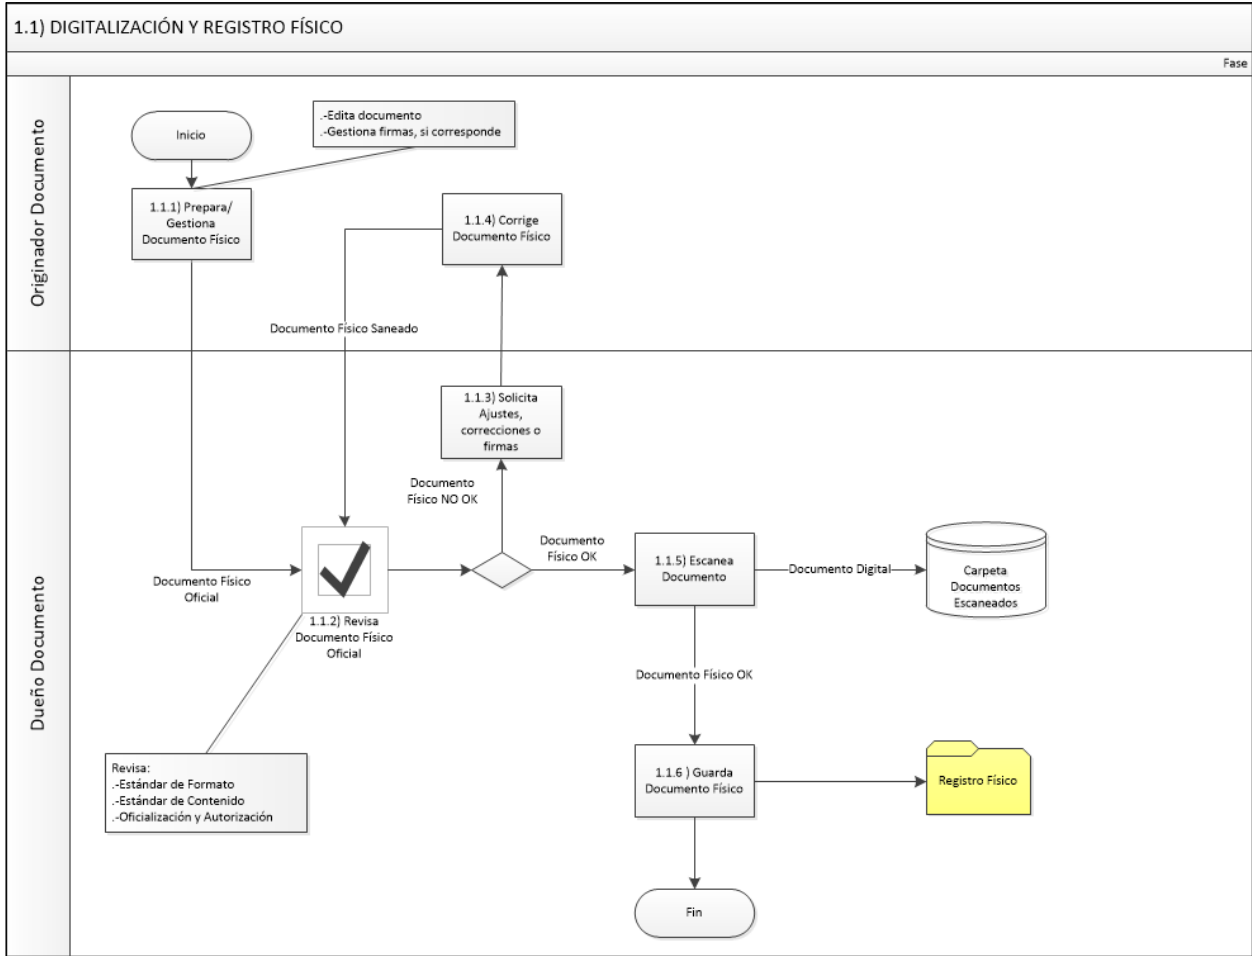 1.1) DIGITALIZACIÓN Y REGISTRO FÍSICO
Fase
Originador Documento
Inicio
.-Edita documento
.-Gestiona firmas, si corresponde
1.1.1) Prepara/
Gestiona
Documento Físico
1.1.4) Corrige
Documento Físico
Documento Físico Saneado
Dueño Documento
1.1.3) Solicita
Ajustes,
correcciones o
firmas
Documento
Físico NO OK
Documento
Físico OK
Documento Físico
Oficial
1.1.2) Revisa
Documento Físico
Oficial
1.1.5) Escanea
Documento
Documento Digital
Carpeta
Documentos
Escaneados
Documento Físico OK
Revisa:
.-Estándar de Formato
.-Estándar de Contenido
.-Oficialización y Autorización
1.1.6 ) Guarda
Documento Físico
Registro Físico
Fin